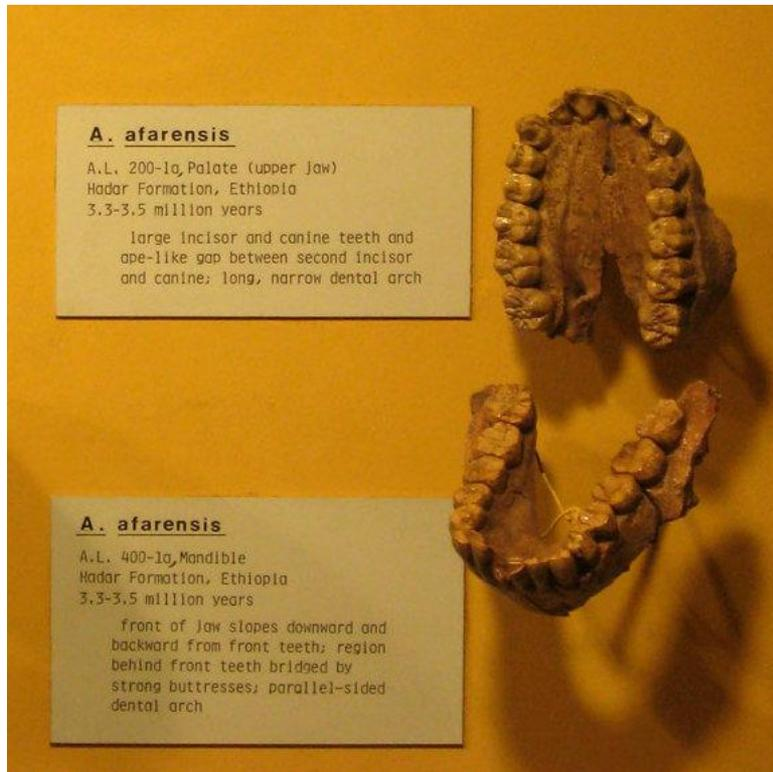 A. afarensis
A.L. 200-1a, Palate (upper jaw)
Hadar Formation, Ethiopia
3.3-3.5 million years
large incisor and canine teeth and
ape-like gap between second incisor
and canine; long, narrow dental arch
A. afarensis
A.L. 400-1a, Mandible
Hadar Formation, Ethiopia
3.3-3.5 million years
front of jaw slopes downward and
backward from front teeth; region
behind front teeth bridged by
strong buttresses; parallel-sided
dental arch